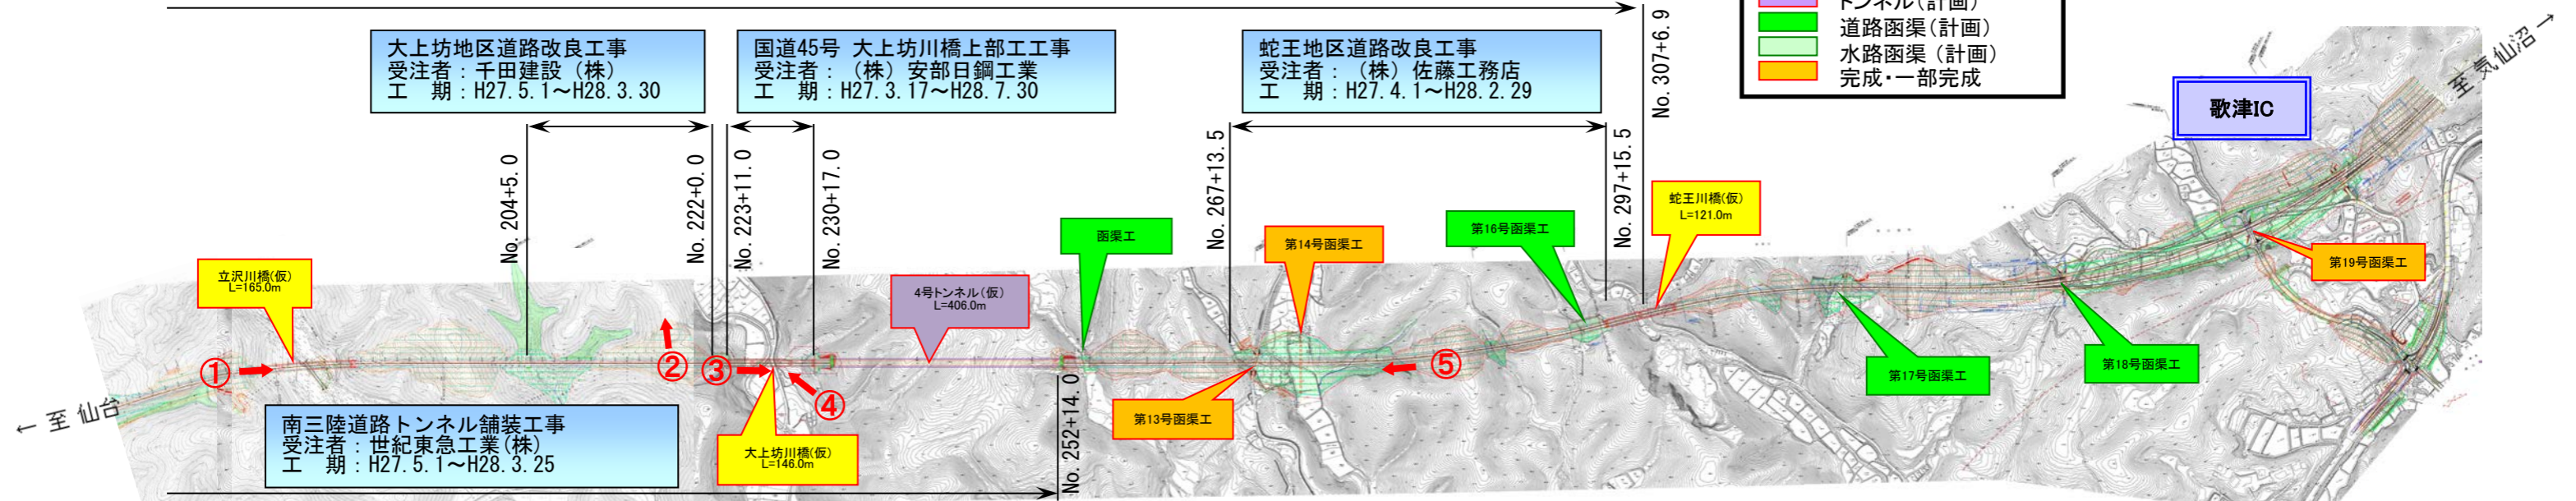 トンネル(計画)
道路函渠(計画)
水路函渠(計画)
完成・一部完成
大上坊地区道路改良工事
受注者:千田建設(株)
工 期:H27.5.1~H28.3.30
国道45号 大上坊川橋上部工工事
受注者:(株)安部日鋼工業
工 期:H27.3.17~H28.7.30
蛇王地区道路改良工事
受注者:(株)佐藤工務店
工 期:H27.4.1~H28.2.29
No.307+6.9
至 気仙沼 →
歌津IC
No.204+5.0
No.222+0.0
No.223+11.0
No.230+17.0
No.267+13.5
No.297+15.5
立沢川橋(仮)
L=165.0m
4号トンネル(仮)
L=406.0m
函渠工
第14号函渠工
第16号函渠工
蛇王川橋(仮)
L=121.0m
第19号函渠工
①
②
③
④
⑤
第17号函渠工
第18号函渠工
第13号函渠工
← 至 仙台
大上坊川橋(仮)
L=146.0m
No.252+14.0
南三陸道路トンネル舗装工事
受注者:世紀東急工業(株)
工 期:H27.5.1~H28.3.25